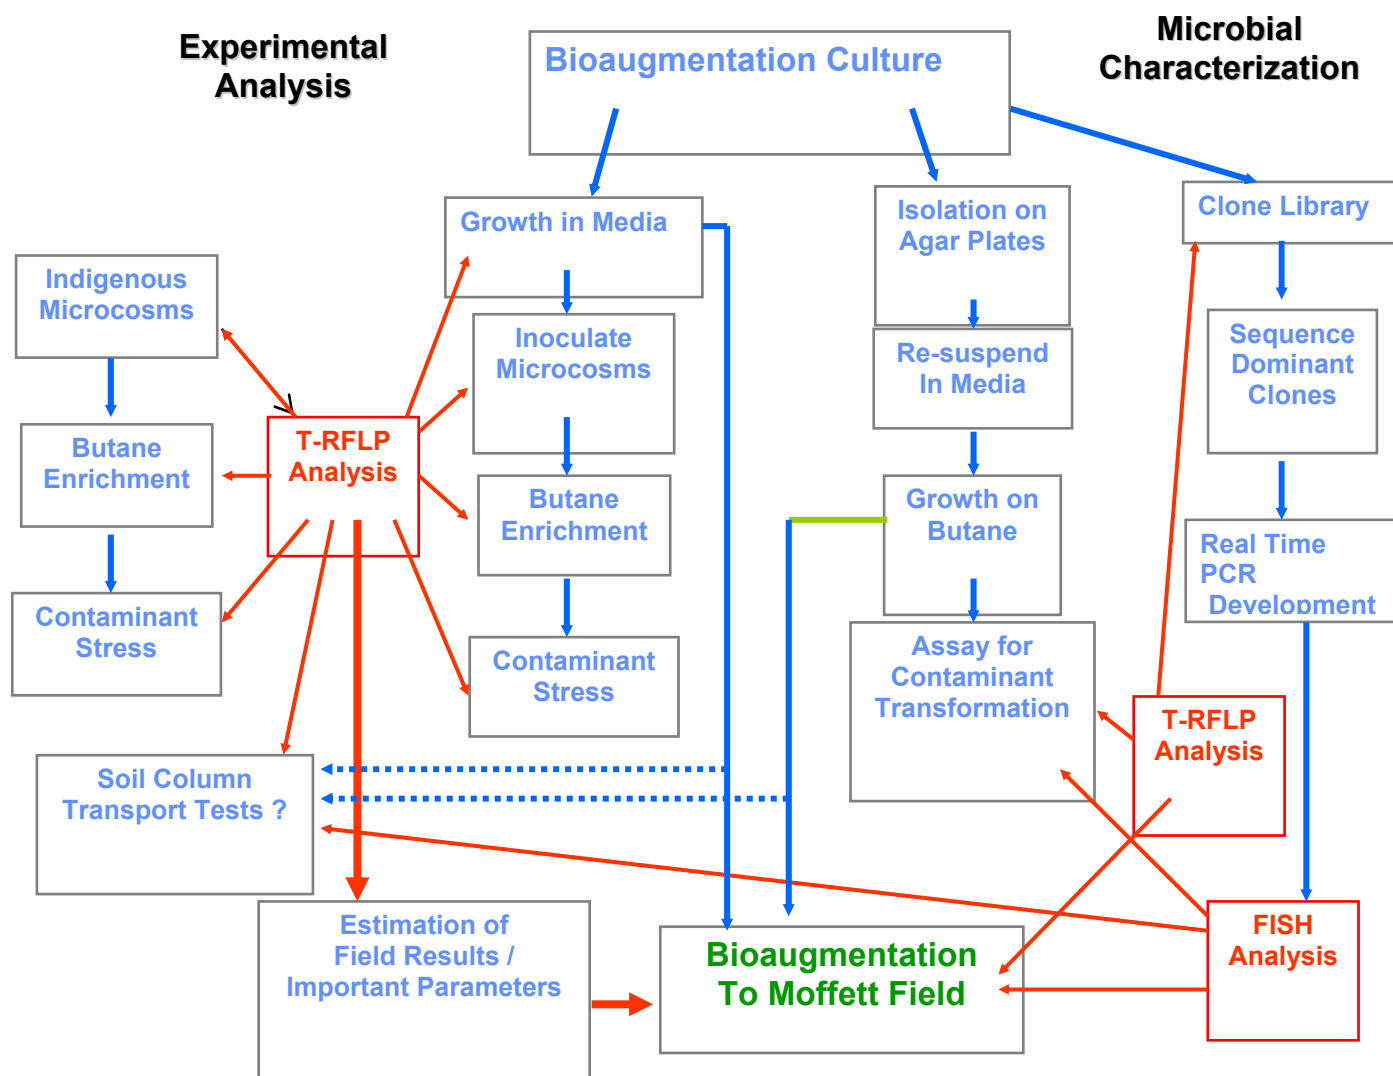 Experimental
Analysis
Microbial
Characterization
Bioaugmentation Culture
Growth in Media
Isolation on
Agar Plates
Clone Library
Indigenous
Microcosms
Inoculate
Microcosms
Re-suspend
In Media
Sequence
Dominant
Clones
T-RFLP
Analysis
Butane
Enrichment
Butane
Enrichment
Growth on
Butane
Real Time
PCR
Development
Contaminant
Stress
Contaminant
Stress
Assay for
Contaminant
Transformation
T-RFLP
Analysis
Soil Column
Transport Tests ?
Estimation of
Field Results /
Important Parameters
Bioaugmentation
To Moffett Field
FISH
Analysis